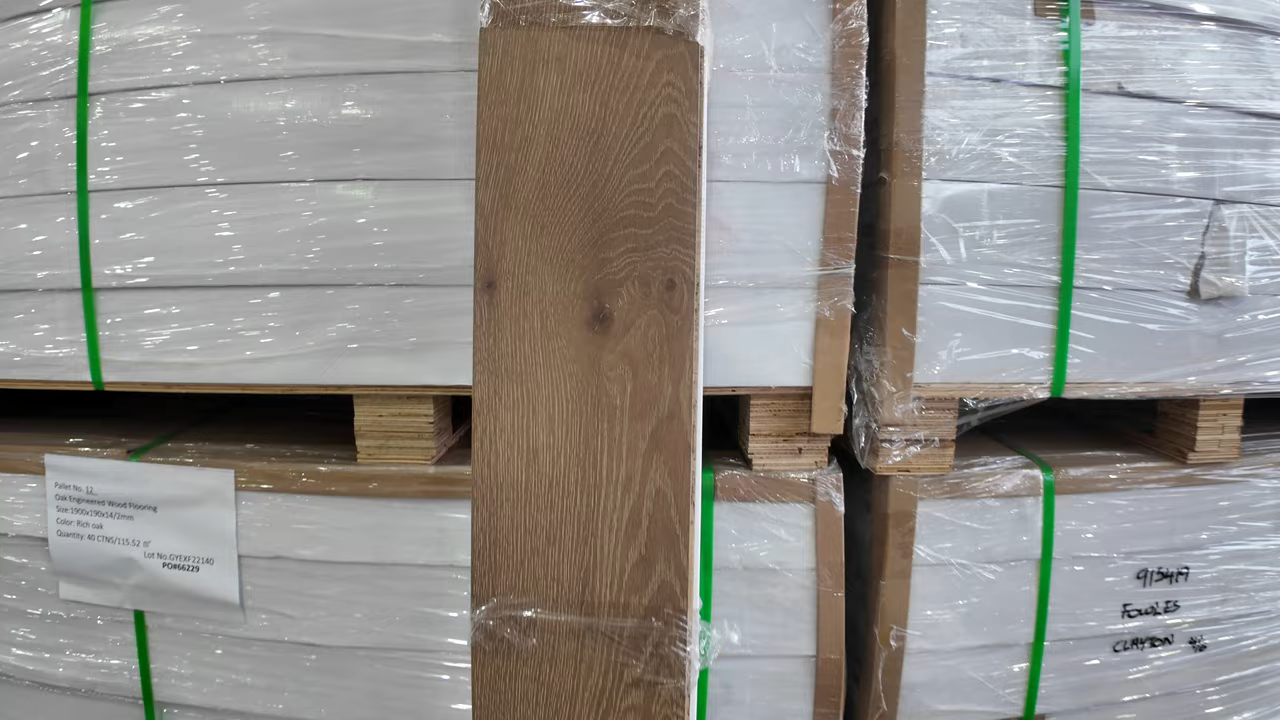 Pallet No. 12
Oak Engineered Wood Flooring
Size:1900x190x14/2mm
Color: Rich oak
Quantity: 40 CTNS/115.52 ㎡
Lot No.GYEXF22140
PO#66229
915419
FOWLES
CLAYTON